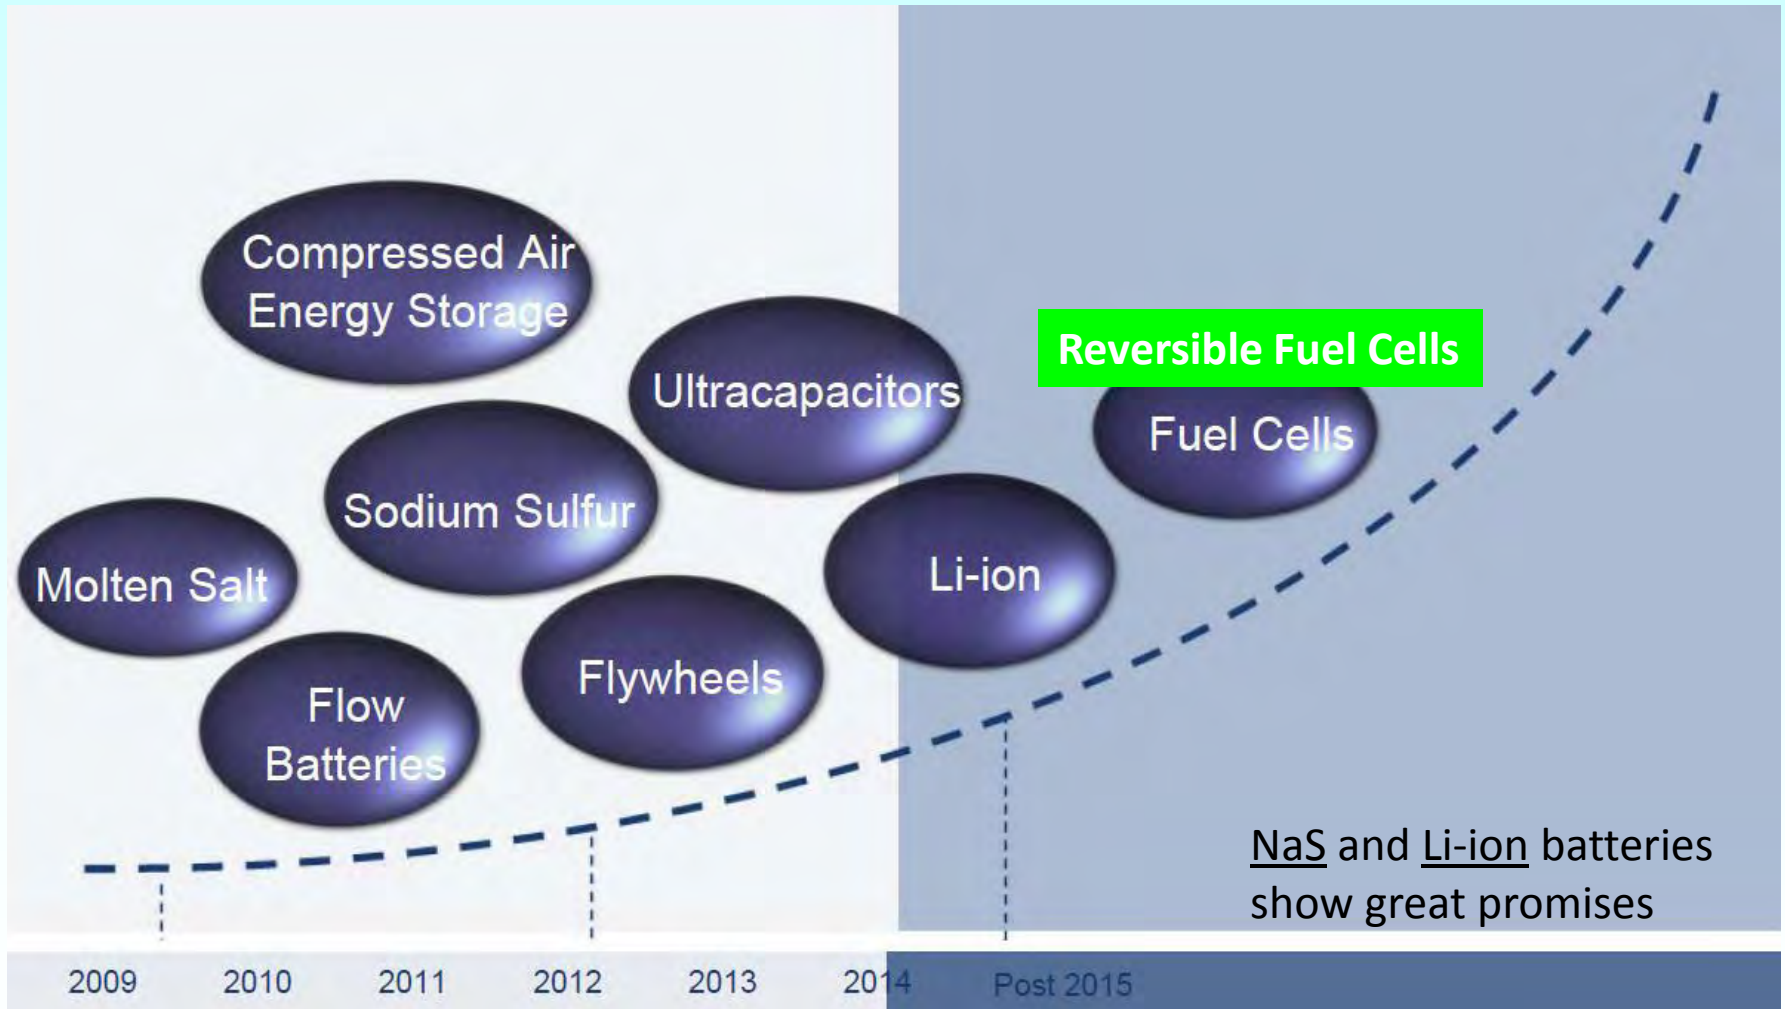 Compressed Air
Energy Storage
Ultracapacitors
Reversible Fuel Cells
Fuel Cells
Sodium Sulfur
Molten Salt
Li-ion
Flow
Batteries
Flywheels
NaS and Li-ion batteries
show great promises
2009 2010 2011 2012 2013 2014 Post 2015